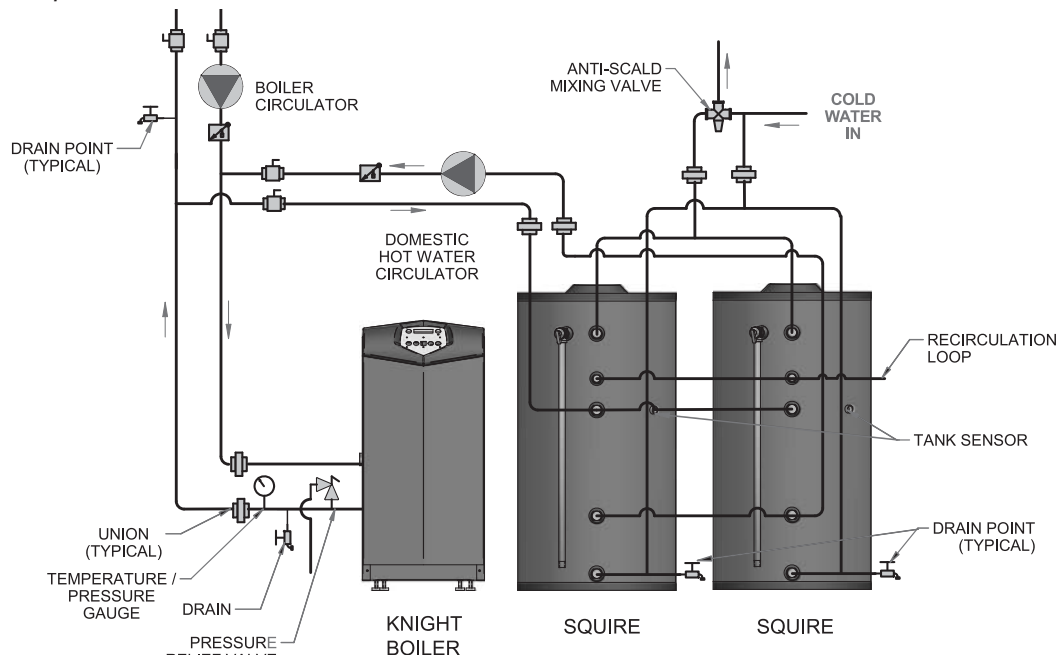 BOILER
CIRCULATOR
DRAIN POINT
(TYPICAL)
ANTI-SCALD
MIXING VALVE
COLD
WATER
IN
DOMESTIC
HOT WATER
CIRCULATOR
RECIRCULATION
LOOP
TANK SENSOR
UNION
(TYPICAL)
TEMPERATURE /
PRESSURE
GAUGE
DRAIN
PRESSURE
KNIGHT
BOILER
SQUIRE
SQUIRE
DRAIN POINT
(TYPICAL)